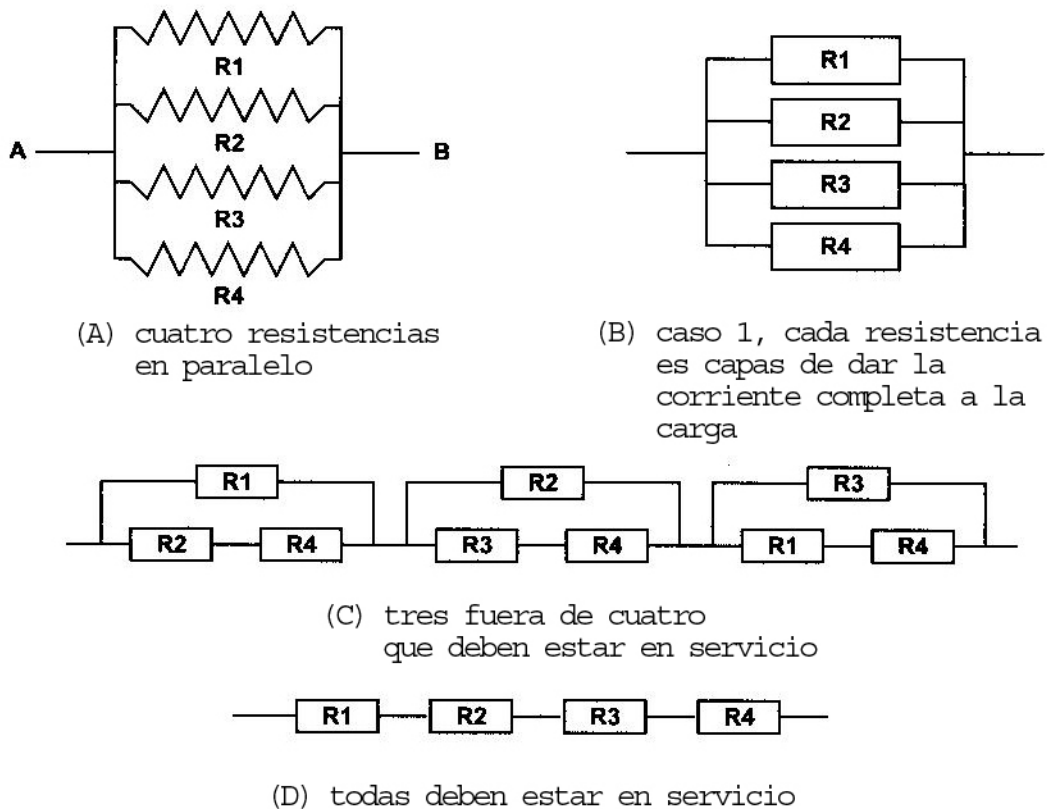 R1
R2
A
B
R3
R4
R1
R2
R3
R4
(A) cuatro resistencias
en paralelo
(B) caso 1, cada resistencia
es capas de dar la
corriente completa a la
carga
R1
R2
R3
R2
R4
R3
R4
R1
R4
(C) tres fuera de cuatro
que deben estar en servicio
R1
R2
R3
R4
(D) todas deben estar en servicio